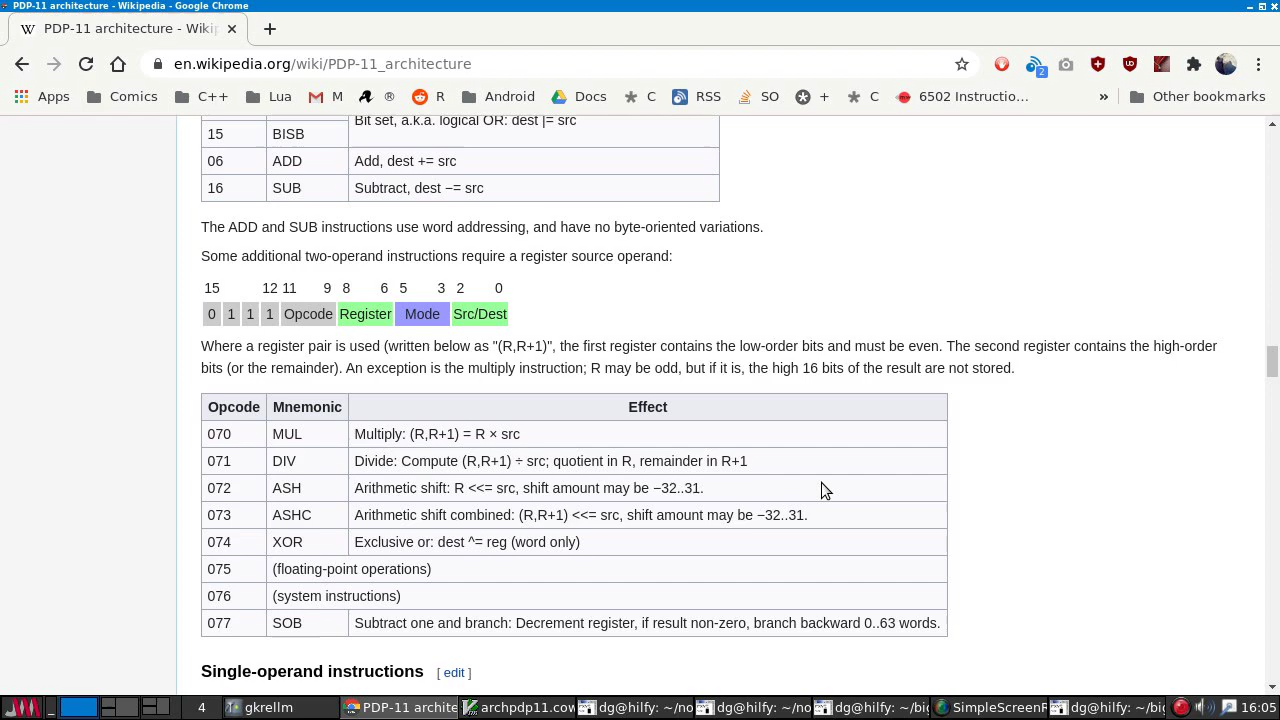 PDP-11 architecture - Wikipedia - Google Chrome
PDP-11 architecture - Wiki
en.wikipedia.org/wiki/PDP-11_architecture
2
Apps Comics C++ Lua M ® R Android Docs C RSS SO + C 6502 Instructio... » Other bookmarks
Bit set, a.k.a. logical OR: dest |= src
15 BISB
06 ADD Add, dest += src
16 SUB Subtract, dest −= src
The ADD and SUB instructions use word addressing, and have no byte-oriented variations.
Some additional two-operand instructions require a register source operand:
15 12 11 9 8 6 5 3 2 0
0 1 1 1 Opcode Register Mode Src/Dest
Where a register pair is used (written below as "(R,R+1)", the first register contains the low-order bits and must be even. The second register contains the high-order
bits (or the remainder). An exception is the multiply instruction; R may be odd, but if it is, the high 16 bits of the result are not stored.
Opcode Mnemonic Effect
070 MUL Multiply: (R,R+1) = R × src
071 DIV Divide: Compute (R,R+1) ÷ src; quotient in R, remainder in R+1
072 ASH Arithmetic shift: R <<= src, shift amount may be −32..31.
073 ASHC Arithmetic shift combined: (R,R+1) <<= src, shift amount may be −32..31.
074 XOR Exclusive or: dest ^= reg (word only)
075 (floating-point operations)
076 (system instructions)
077 SOB Subtract one and branch: Decrement register, if result non-zero, branch backward 0..63 words.
Single-operand instructions [ edit ]
4 gkrellm PDP-11 archite archpdp11.cow dg@hilfy: ~/no dg@hilfy: ~/no dg@hilfy: ~/big SimpleScreenR dg@hilfy: ~/big 16:05